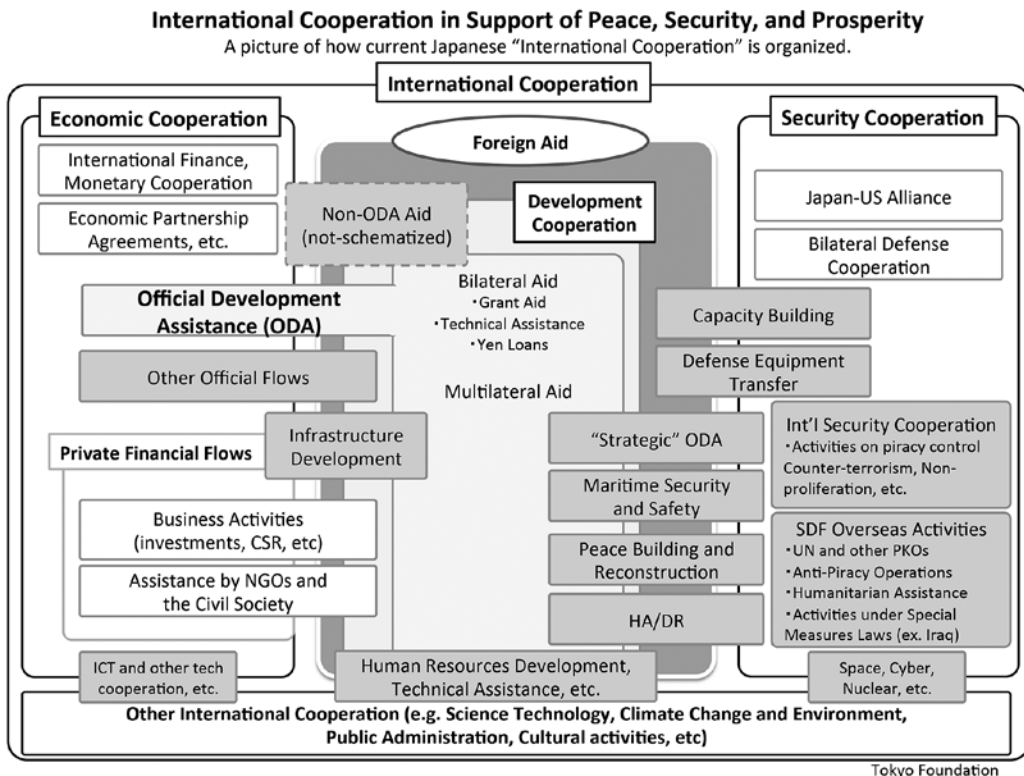 International Cooperation in Support of Peace, Security, and Prosperity
A picture of how current Japanese “International Cooperation” is organized.
International Cooperation
Economic Cooperation
International Finance,
Monetary Cooperation
Economic Partnership
Agreements, etc.
Foreign Aid
Non-ODA Aid
(not-schematized)
Development
Cooperation
Official Development
Assistance (ODA)
Other Official Flows
Bilateral Aid
・Grant Aid
・Technical Assistance
・Yen Loans
Multilateral Aid
Infrastructure
Development
Private Financial Flows
Business Activities
(investments, CSR, etc)
Assistance by NGOs and
the Civil Society
ICT and other tech
cooperation, etc.
Security Cooperation
Japan-US Alliance
Bilateral Defense
Cooperation
Capacity Building
Defense Equipment
Transfer
“Strategic” ODA
Maritime Security
and Safety
Peace Building and
Reconstruction
HA/DR
Int’l Security Cooperation
・Activities on piracy control
Counter-terrorism, Non-
proliferation, etc.
SDF Overseas Activities
・UN and other PKOs
・Anti-Piracy Operations
・Humanitarian Assistance
・Activities under Special
Measures Laws (ex. Iraq)
Human Resources Development,
Technical Assistance, etc.
Space, Cyber,
Nuclear, etc.
Other International Cooperation (e.g. Science Technology, Climate Change and Environment,
Public Administration, Cultural activities, etc)
Tokyo Foundation